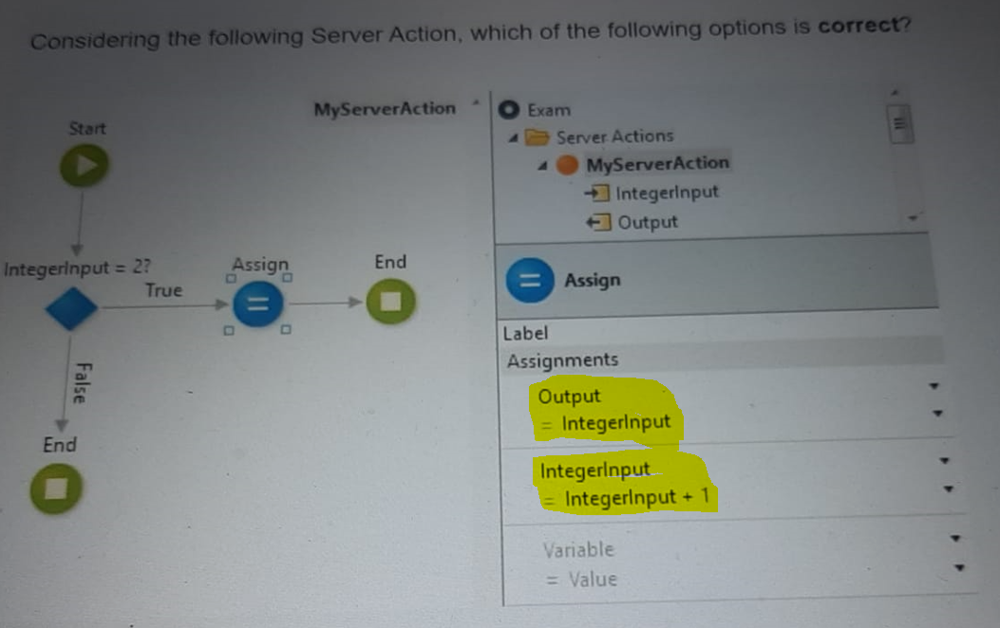 Considering the following Server Action, which of the following options is correct?
MyServerAction
Start
IntegerInput = 2?
True
Assign
End
False
End
Exam
Server Actions
MyServerAction
IntegerInput
Output
Assign
Label
Assignments
Output
= IntegerInput
IntegerInput
= IntegerInput + 1
Variable
= Value